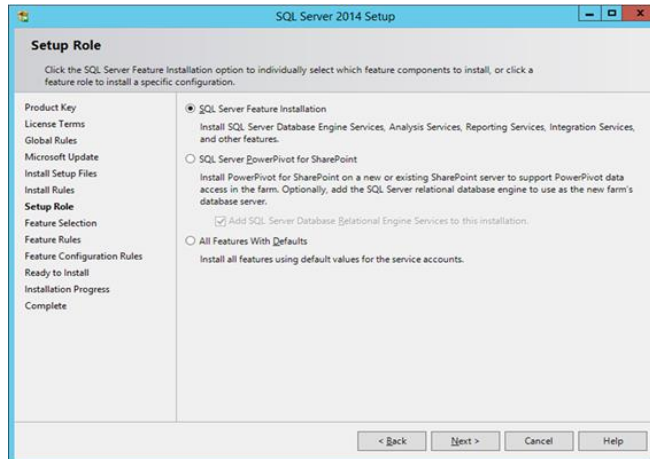 SQL Server 2014 Setup
Setup Role
Click the SQL Server Feature Installation option to individually select which feature components to install, or click a
feature role to install a specific configuration.
Product Key
License Terms
Global Rules
Microsoft Update
Install Setup Files
Install Rules
Setup Role
Feature Selection
Feature Rules
Feature Configuration Rules
Ready to Install
Installation Progress
Complete
SQL Server Feature Installation
Install SQL Server Database Engine Services, Analysis Services, Reporting Services, Integration Services,
and other features.
SQL Server PowerPivot for SharePoint
Install PowerPivot for SharePoint on a new or existing SharePoint server to support PowerPivot data
access in the farm. Optionally, add the SQL Server relational database engine to use as the new farm's
database server.
Add SQL Server Database Relational Engine Services to this installation.
All Features With Defaults
Install all features using default values for the service accounts.
< Back
Next >
Cancel
Help